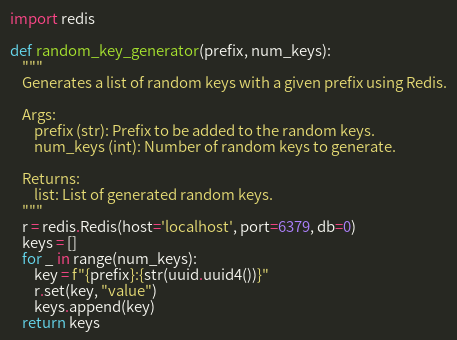 import redis

def random_key_generator(prefix, num_keys):
    """
    Generates a list of random keys with a given prefix using Redis.

    Args:
        prefix (str): Prefix to be added to the random keys.
        num_keys (int): Number of random keys to generate.

    Returns:
        list: List of generated random keys.
    """
    r = redis.Redis(host='localhost', port=6379, db=0)
    keys = []
    for _ in range(num_keys):
        key = f"{prefix}:{str(uuid.uuid4())}"
        r.set(key, "value")
        keys.append(key)
    return keys